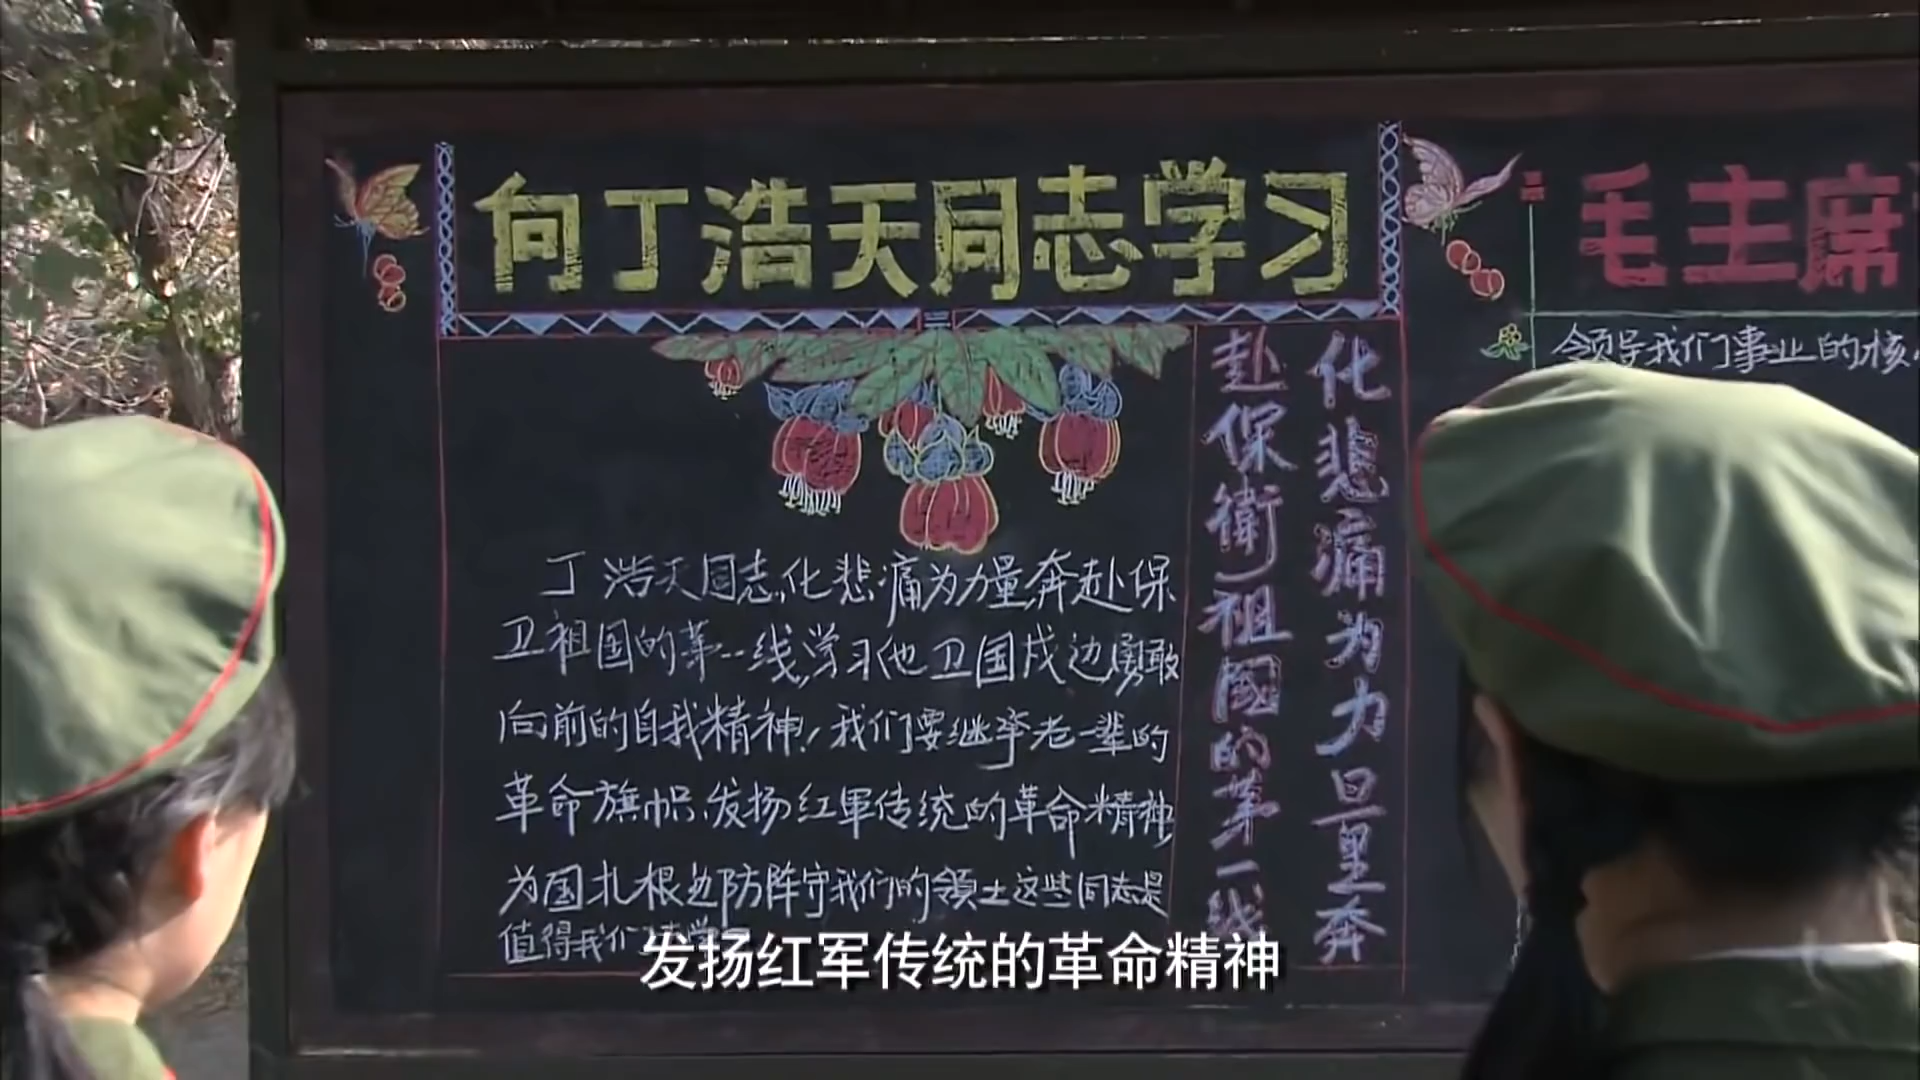 向丁浩天同志学习
化悲痛为力量奔
赴保衛祖國的第一线
丁浩天同志,化悲痛为力量,奔赴保
卫祖国的第一线,学习他卫国戍边勇敢
向前的自我精神!我们要继承老一辈的
革命旗帜,发扬红军传统的革命精神
为国扎根边防阵守我们的领土这些同志是
值得我们
毛主席
领导我们事业的核
发扬红军传统的革命精神